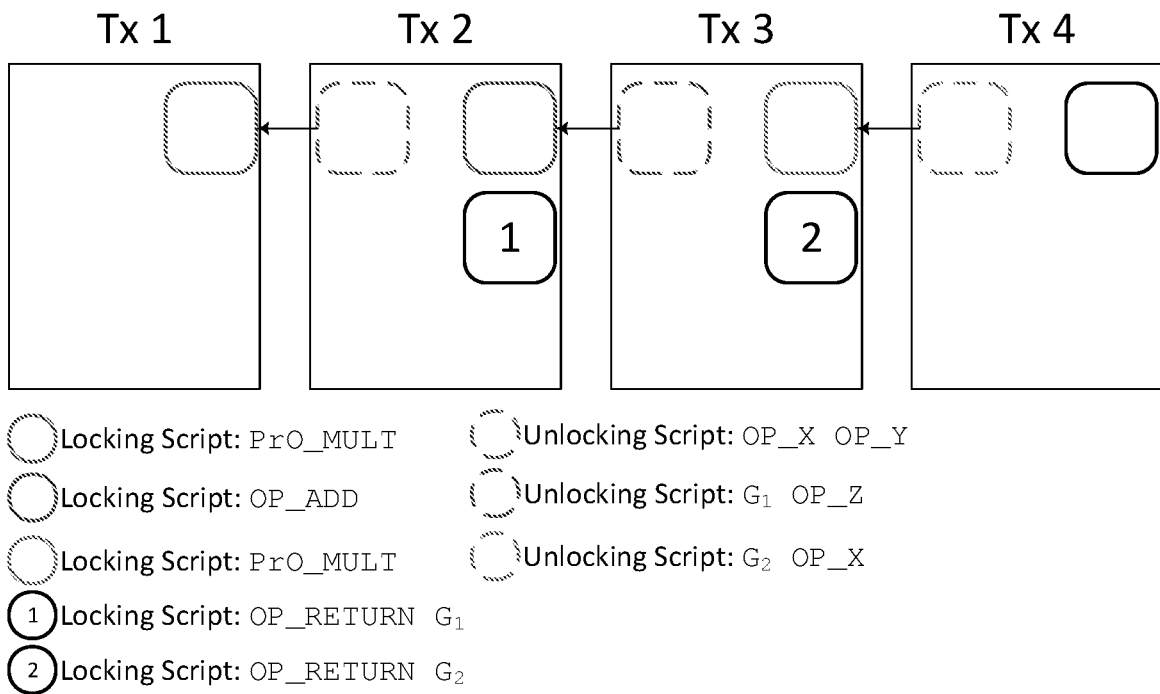 Tx 1 Tx 2 Tx 3 Tx 4
1 2
Locking Script: PrO_MULT Unlocking Script: OP_X OP_Y
Locking Script: OP_ADD Unlocking Script: G₁ OP_Z
Locking Script: PrO_MULT Unlocking Script: G₂ OP_X
1 Locking Script: OP_RETURN G₁
2 Locking Script: OP_RETURN G₂